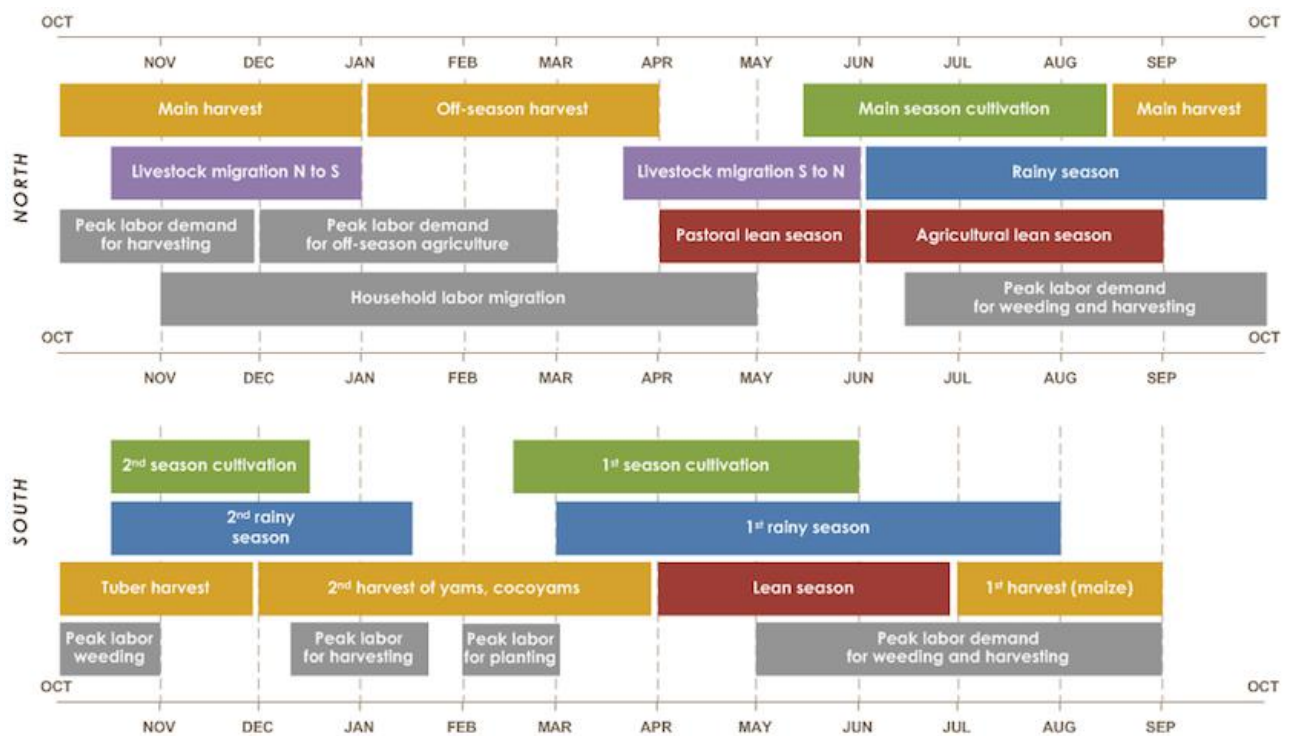 OCT OCT
NOV DEC JAN FEB MAR APR MAY JUN JUL AUG SEP
NORTH
Main harvest Off-season harvest Main season cultivation Main harvest
Livestock migration N to S Livestock migration S to N Rainy season
Peak labor demand
for harvesting
Peak labor demand
for off-season agriculture
Pastoral lean season Agricultural lean season
Household labor migration
Peak labor demand
for weeding and harvesting
OCT OCT
NOV DEC JAN FEB MAR APR MAY JUN JUL AUG SEP
SOUTH
2nd season cultivation 1st season cultivation
2nd rainy
season
1st rainy season
Tuber harvest 2nd harvest of yams, cocoyams Lean season 1st harvest (maize)
Peak labor
weeding
Peak labor
for harvesting
Peak labor
for planting
Peak labor demand
for weeding and harvesting
OCT OCT
NOV DEC JAN FEB MAR APR MAY JUN JUL AUG SEP